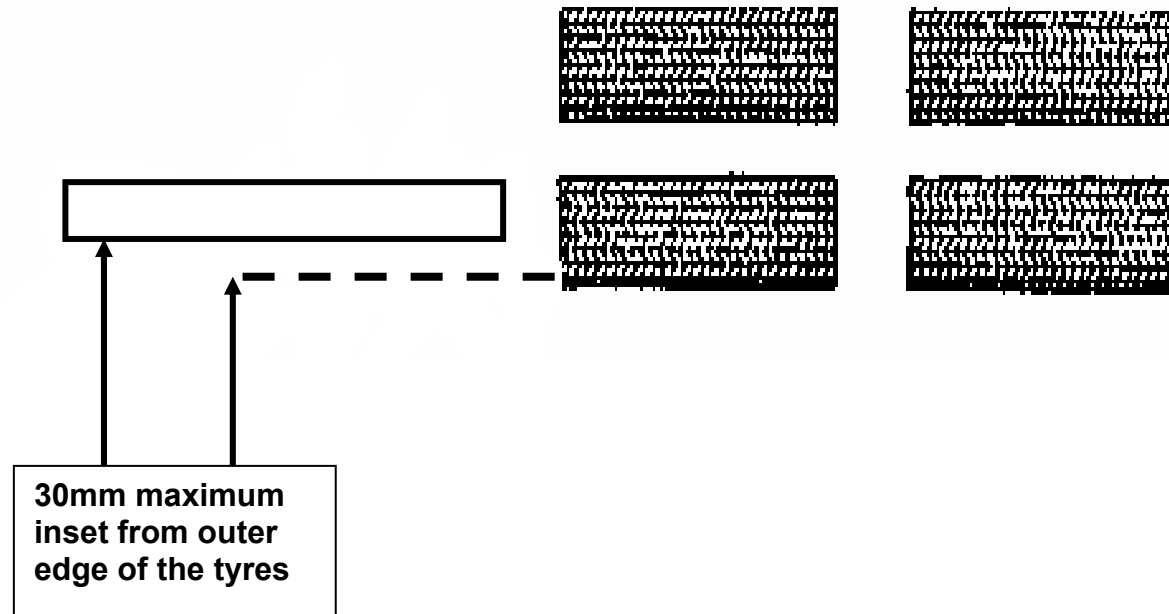 30mm maximum
inset from outer
edge of the tyres